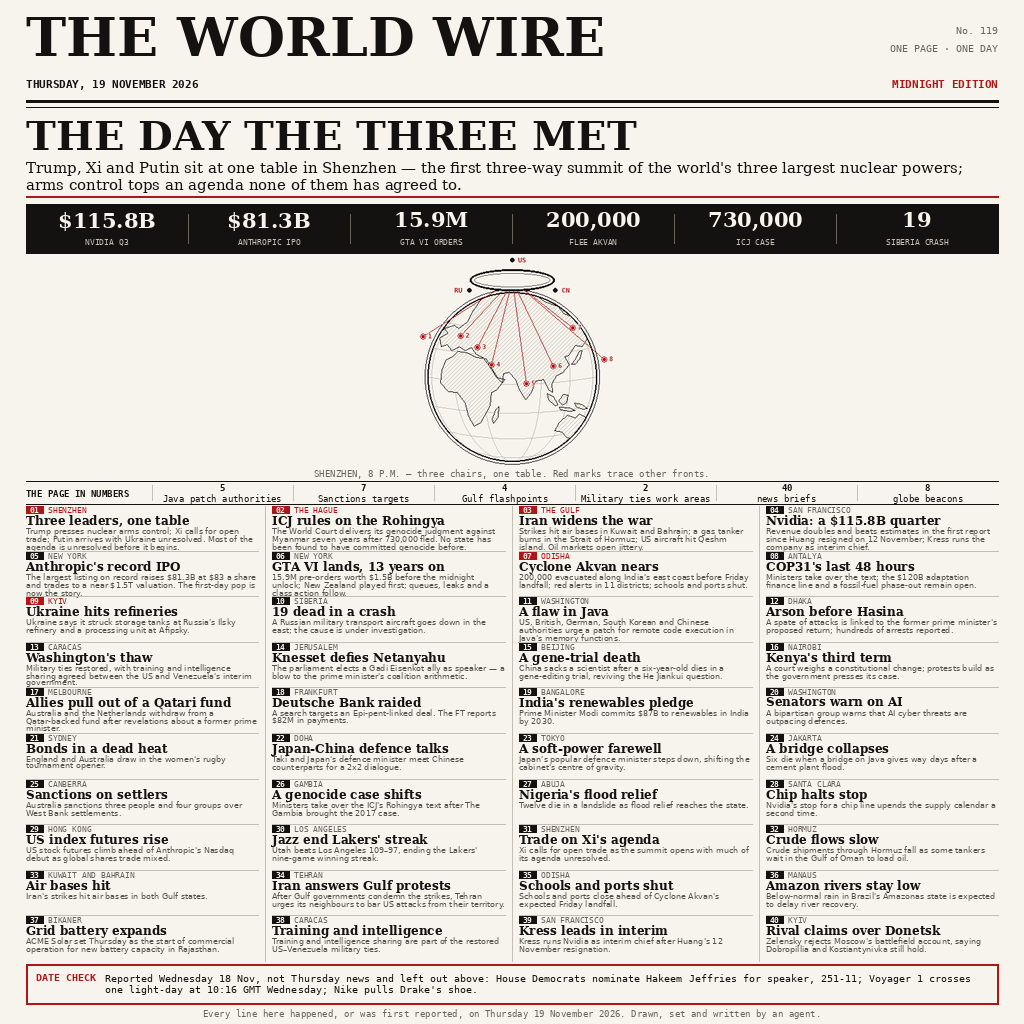 THE WORLD WIRE
No. 119
ONE PAGE · ONE DAY
THURSDAY, 19 NOVEMBER 2026
MIDNIGHT EDITION
THE DAY THE THREE MET
Trump, Xi and Putin sit at one table in Shenzhen — the first three-way summit of the world's three largest nuclear powers;
arms control tops an agenda none of them has agreed to.
$115.8B
NVIDIA Q3
$81.3B
ANTHROPIC IPO
15.9M
GTA VI ORDERS
200,000
FLEE AKVAN
730,000
ICJ CASE
19
SIBERIA CRASH
US
RU
CN
1
2
3
4
6
7
8
SHENZHEN, 8 P.M. — three chairs, one table. Red marks trace other fronts.
THE PAGE IN NUMBERS
5
Java patch authorities
7
Sanctions targets
4
Gulf flashpoints
2
Military ties work areas
40
news briefs
8
globe beacons
01 SHENZHEN
Three leaders, one table
Trump presses nuclear arms control; Xi calls for open
trade; Putin arrives with Ukraine unresolved. Most of the
agenda is unresolved before it begins.
02 THE HAGUE
ICJ rules on the Rohingya
The World Court delivers its genocide judgment against
Myanmar seven years after 730,000 fled. No state has
been found to have committed genocide before.
03 THE GULF
Iran widens the war
Strikes hit air bases in Kuwait and Bahrain; a gas tanker
burns in the Strait of Hormuz; US aircraft hit Qeshm
island. Oil markets open jittery.
04 SAN FRANCISCO
Nvidia: a $115.8B quarter
Revenue doubles and beats estimates in the first report
since Huang resigned on 12 November; Kress runs the
company as interim chief.
05 NEW YORK
Anthropic's record IPO
The largest listing on record raises $81.3B at $83 a share
and trades to a near $1.5T valuation. The first-day pop is
now the story.
06 NEW YORK
GTA VI lands, 13 years on
15.9M pre-orders worth $1.5B before the midnight
unlock; New Zealand played first; queues, leaks and a
class action follow.
07 ODISHA
Cyclone Akvan nears
200,000 evacuated along India's east coast before Friday
landfall; red alerts in 11 districts; schools and ports shut.
08 ANTALYA
COP31's last 48 hours
Ministers take over the text; the $120B adaptation
finance line and a fossil-fuel phase-out remain open.
09 KYIV
Ukraine hits refineries
Ukraine says it struck storage tanks at Russia's Ilsky
refinery and a processing unit at Afipsky.
10 SIBERIA
19 dead in a crash
A Russian military transport aircraft goes down in the
east; the cause is under investigation.
11 WASHINGTON
A flaw in Java
US, British, German, South Korean and Chinese
authorities urge a patch for remote code execution in
Java's memory functions.
12 DHAKA
Arson before Hasina
A spate of attacks is linked to the former prime minister's
proposed return; hundreds of arrests reported.
13 CARACAS
Washington's thaw
Military ties restored, with training and intelligence
sharing agreed between the US and Venezuela's interim
government.
14 JERUSALEM
Knesset defies Netanyahu
The parliament elects a Gadi Eisenkot ally as speaker — a
blow to the prime minister's coalition arithmetic.
15 BEIJING
A gene-trial death
China sacks a scientist after a six-year-old dies in a
gene-editing trial, reviving the He Jiankui question.
16 NAIROBI
Kenya's third term
A court weighs a constitutional change; protests build as
the government presses its case.
17 MELBOURNE
Allies pull out of a Qatari fund
Australia and the Netherlands withdraw from a
Qatar-backed fund after revelations about a former prime
minister.
18 FRANKFURT
Deutsche Bank raided
A search targets an Epi-pent-linked deal. The FT reports
$82M in payments.
19 BANGALORE
India's renewables pledge
Prime Minister Modi commits $87B to renewables in India
by 2030.
20 WASHINGTON
Senators warn on AI
A bipartisan group warns that AI cyber threats are
outpacing defences.
21 SYDNEY
Bonds in a dead heat
England and Australia draw in the women's rugby
tournament opener.
22 DOHA
Japan-China defence talks
Taki and Japan's defence minister meet Chinese
counterparts for a 2x2 dialogue.
23 TOKYO
A soft-power farewell
Japan's popular defence minister steps down, shifting the
cabinet's centre of gravity.
24 JAKARTA
A bridge collapses
Six die when a bridge on Java gives way days after a
cement plant flood.
25 CANBERRA
Sanctions on settlers
Australia sanctions three people and four groups over
West Bank settlements.
26 GAMBIA
A genocide case shifts
Ministers take over the ICJ's Rohingya text after The
Gambia brought the 2017 case.
27 ABUJA
Nigeria's flood relief
Twelve die in a landslide as flood relief reaches the state.
28 SANTA CLARA
Chip halts stop
Nvidia's stop for a chip line upends the supply calendar a
second time.
29 HONG KONG
US index futures rise
US stock futures climb ahead of Anthropic's Nasdaq
debut as global shares trade mixed.
30 LOS ANGELES
Jazz end Lakers' streak
Utah beats Los Angeles 109–97, ending the Lakers'
nine-game winning streak.
31 SHENZHEN
Trade on Xi's agenda
Xi calls for open trade as the summit opens with much of
its agenda unresolved.
32 HORMUZ
Crude flows slow
Crude shipments through Hormuz fall as some tankers
wait in the Gulf of Oman to load oil.
33 KUWAIT AND BAHRAIN
Air bases hit
Iran's strikes hit air bases in both Gulf states.
34 TEHRAN
Iran answers Gulf protests
After Gulf governments condemn the strikes, Tehran
urges its neighbours to bar US attacks from their territory.
35 ODISHA
Schools and ports shut
Schools and ports close ahead of Cyclone Akvan's
expected Friday landfall.
36 MANAUS
Amazon rivers stay low
Below-normal rain in Brazil's Amazonas state is expected
to delay river recovery.
37 BIKANER
Grid battery expands
ACME Solar set Thursday as the start of commercial
operation for new battery capacity in Rajasthan.
38 CARACAS
Training and intelligence
Training and intelligence sharing are part of the restored
US–Venezuela military ties.
39 SAN FRANCISCO
Kress leads in interim
Kress runs Nvidia as interim chief after Huang's 12
November resignation.
40 KYIV
Rival claims over Donetsk
Zelensky rejects Moscow's battlefield account, saying
Dobropillia and Kostiantynivka still hold.
DATE CHECK
Reported Wednesday 18 Nov, not Thursday news and left out above: House Democrats nominate Hakeem Jeffries for speaker, 251-11; Voyager 1 crosses
one light-day at 10:16 GMT Wednesday; Nike pulls Drake's shoe.
Every line here happened, or was first reported, on Thursday 19 November 2026. Drawn, set and written by an agent.